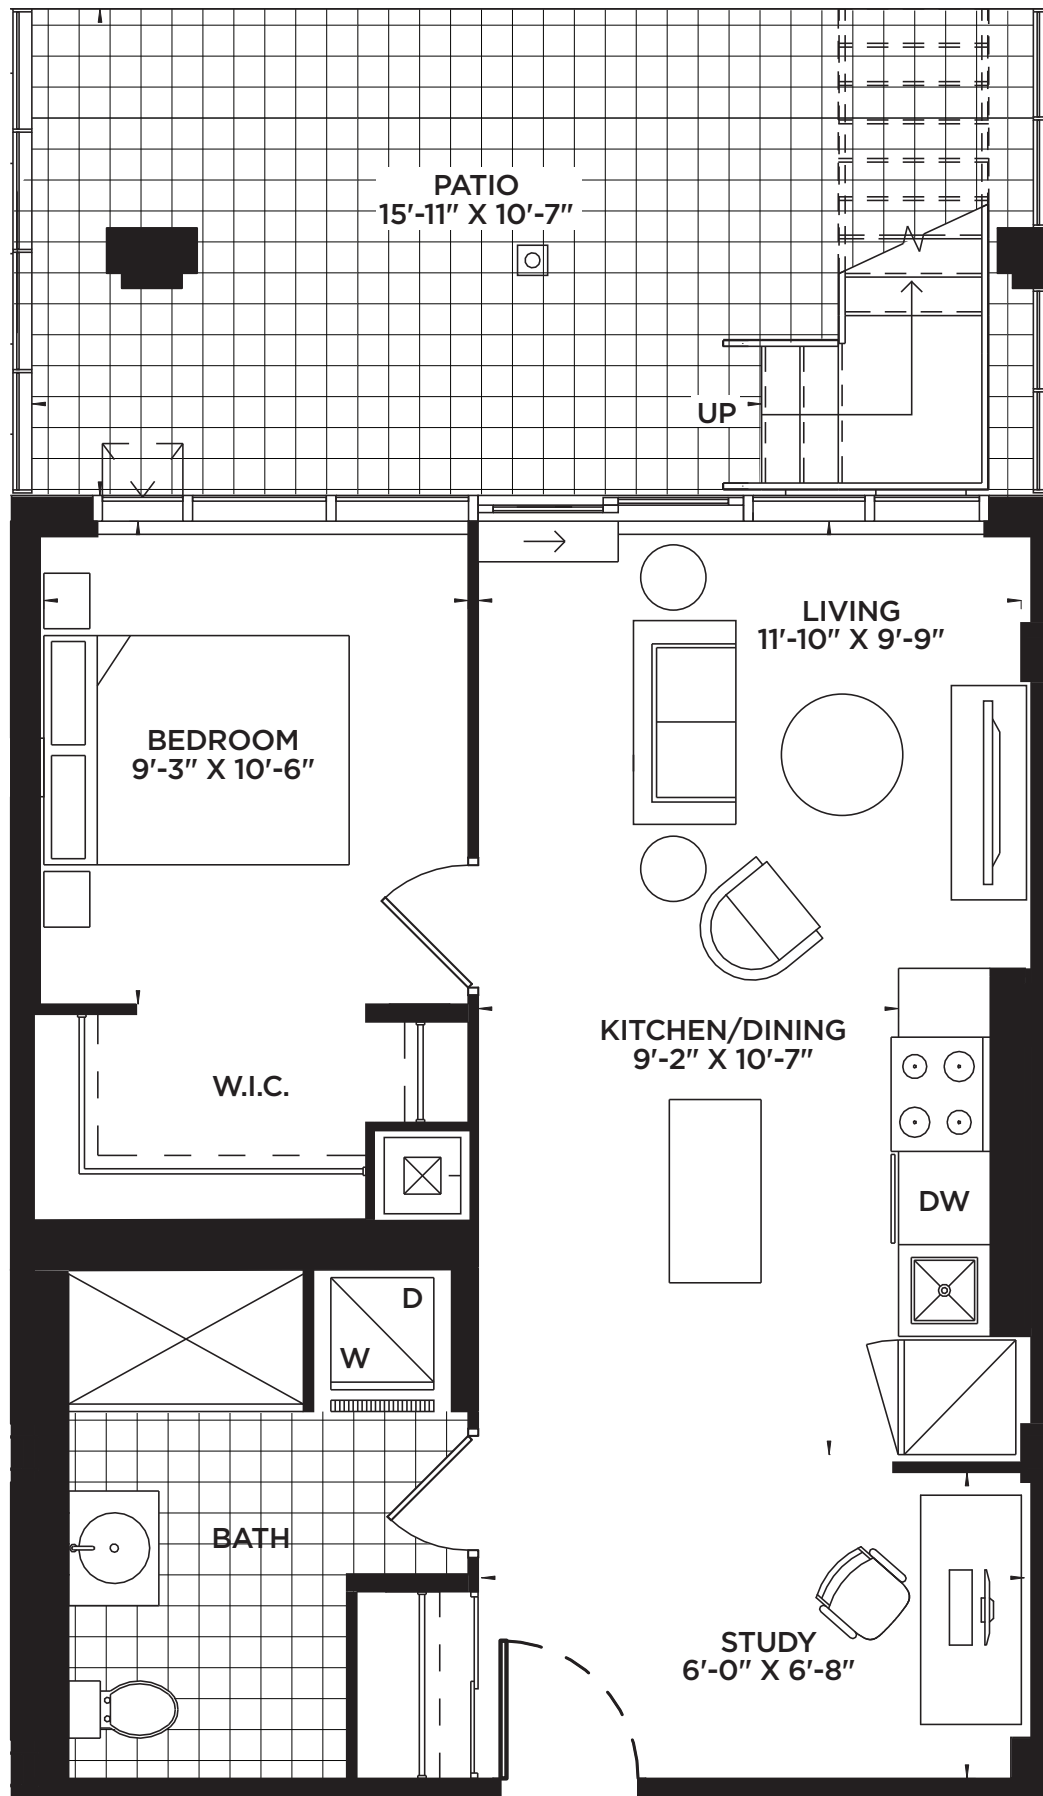 PATIO
15'-11" X 10'-7"
UP
LIVING
11'-10" X 9'-9"
BEDROOM
9'-3" X 10'-6"
KITCHEN/DINING
9'-2" X 10'-7"
W.I.C.
DW
D
W
BATH
STUDY
6'-0" X 6'-8"